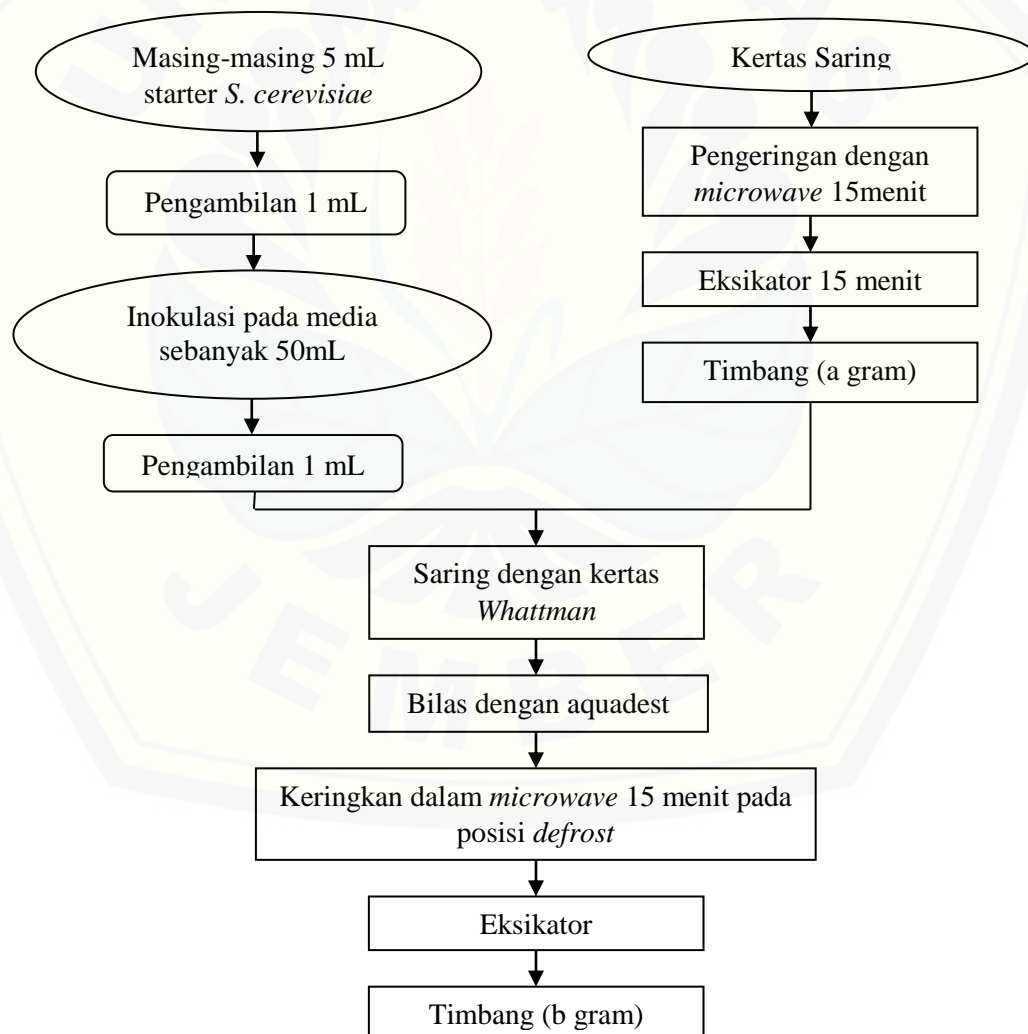 Masing-masing 5 mL
starter S. cerevisiae
Pengambilan 1 mL
Inokulasi pada media
sebanyak 50mL
Pengambilan 1 mL
Kertas Saring
Pengeringan dengan
microwave 15menit
Eksikator 15 menit
Timbang (a gram)
Saring dengan kertas
Whattman
Bilas dengan aquadest
Keringkan dalam microwave 15 menit pada
posisi defrost
Eksikator
Timbang (b gram)
JEMBER